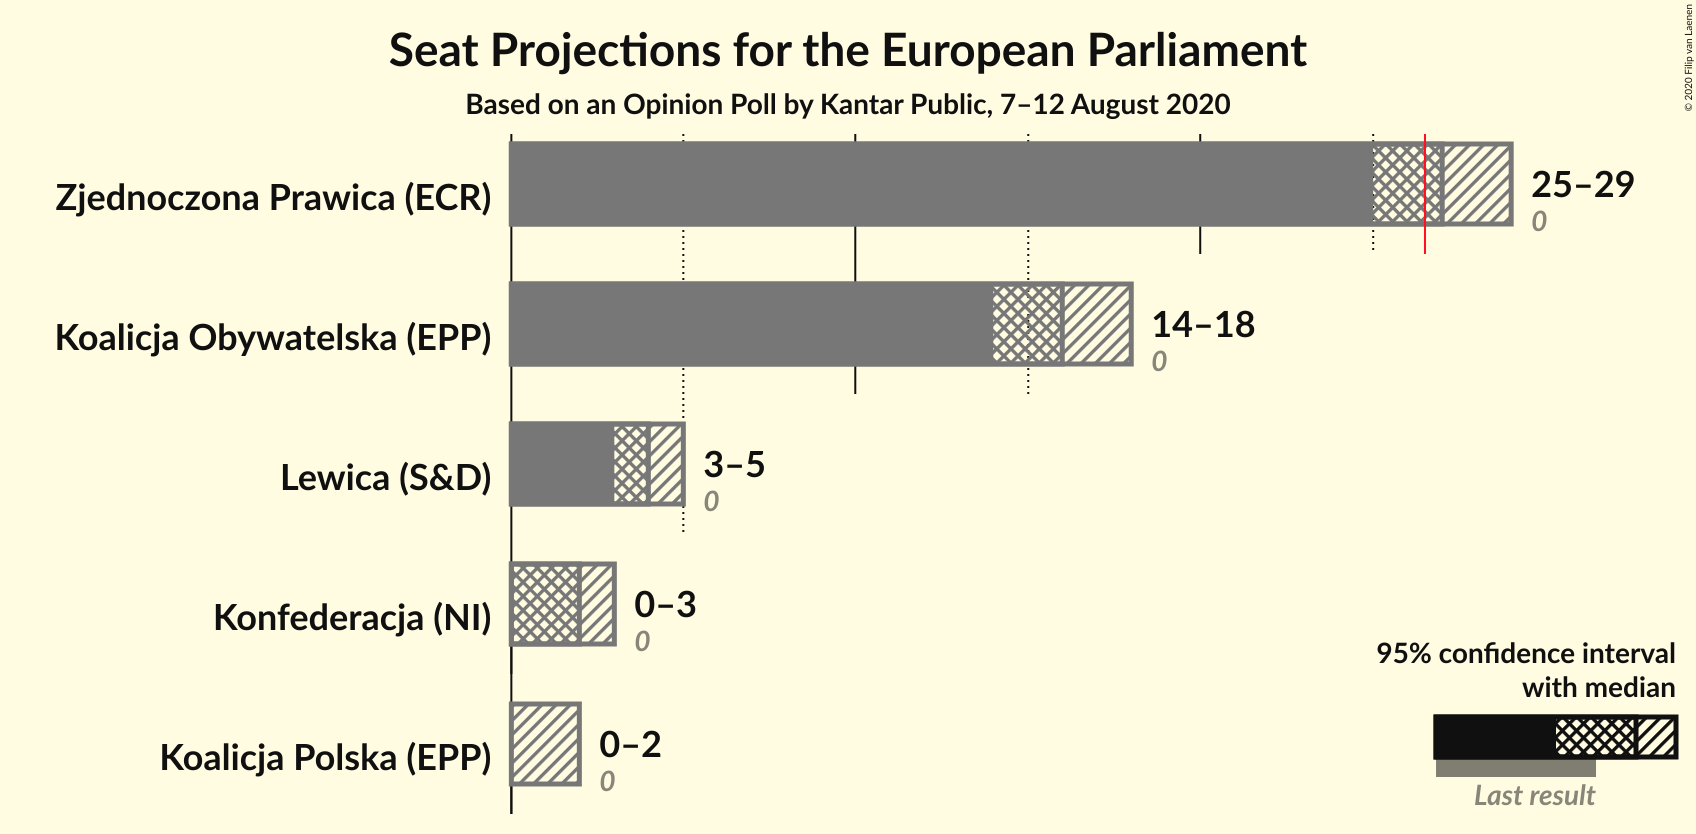 Seat Projections for the European Parliament
Based on an Opinion Poll by Kantar Public, 7–12 August 2020
© 2020 Filip van Laenen
Zjednoczona Prawica (ECR)
25–29
0
Koalicja Obywatelska (EPP)
14–18
0
Lewica (S&D)
3–5
0
Konfederacja (NI)
0–3
0
Koalicja Polska (EPP)
0–2
0
95% confidence interval
with median
Last result